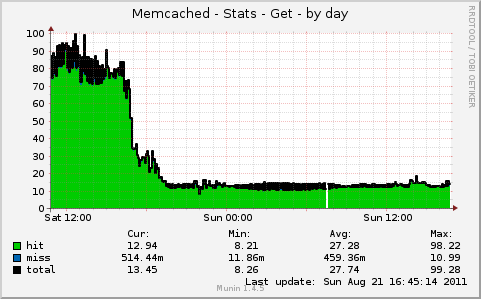 Memcached - Stats - Get - by day
RRDTOOL / TOBI OETIKER
100
90
80
70
60
50
40
30
20
10
0
Sat 12:00 Sun 00:00 Sun 12:00
Cur: Min: Avg: Max:
hit 12.94 8.21 27.28 98.22
miss 514.44m 11.86m 459.36m 10.99
total 13.45 8.26 27.74 99.28
Last update: Sun Aug 21 16:45:14 2011
Munin 1.4.5